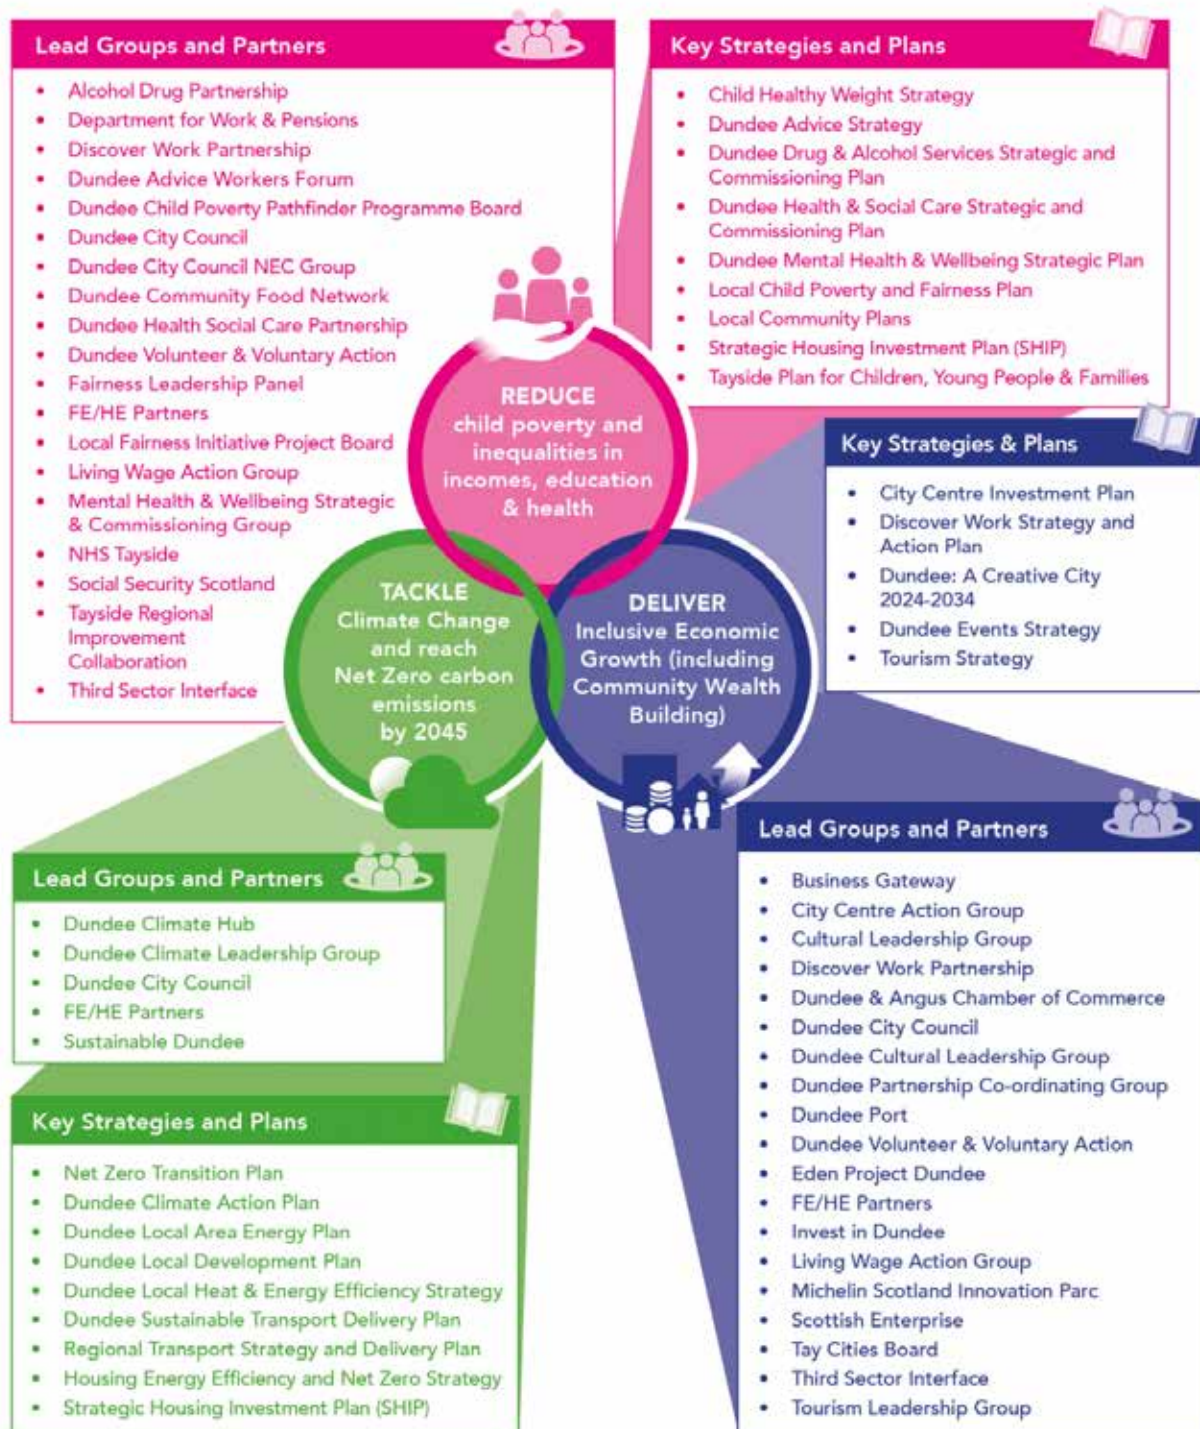 Lead Groups and Partners
• Alcohol Drug Partnership
• Department for Work & Pensions
• Discover Work Partnership
• Dundee Advice Workers Forum
• Dundee Child Poverty Pathfinder Programme Board
• Dundee City Council
• Dundee City Council NEC Group
• Dundee Community Food Network
• Dundee Health Social Care Partnership
• Dundee Volunteer & Voluntary Action
• Fairness Leadership Panel
• FE/HE Partners
• Local Fairness Initiative Project Board
• Living Wage Action Group
• Mental Health & Wellbeing Strategic
& Commissioning Group
• NHS Tayside
• Social Security Scotland
• Tayside Regional
Improvement
Collaboration
• Third Sector Interface
Key Strategies and Plans
• Child Healthy Weight Strategy
• Dundee Advice Strategy
• Dundee Drug & Alcohol Services Strategic and
Commissioning Plan
• Dundee Health & Social Care Strategic and
Commissioning Plan
• Dundee Mental Health & Wellbeing Strategic Plan
• Local Child Poverty and Fairness Plan
• Local Community Plans
• Strategic Housing Investment Plan (SHIP)
• Tayside Plan for Children, Young People & Families
REDUCE
child poverty and
inequalities in
incomes, education
& health
Key Strategies & Plans
• City Centre Investment Plan
• Discover Work Strategy and
Action Plan
• Dundee: A Creative City
2024-2034
• Dundee Events Strategy
• Tourism Strategy
TACKLE
Climate Change
and reach
Net Zero carbon
emissions
by 2045
DELIVER
Inclusive Economic
Growth (including
Community Wealth
Building)
Lead Groups and Partners
• Dundee Climate Hub
• Dundee Climate Leadership Group
• Dundee City Council
• FE/HE Partners
• Sustainable Dundee
Key Strategies and Plans
• Net Zero Transition Plan
• Dundee Climate Action Plan
• Dundee Local Area Energy Plan
• Dundee Local Development Plan
• Dundee Local Heat & Energy Efficiency Strategy
• Dundee Sustainable Transport Delivery Plan
• Regional Transport Strategy and Delivery Plan
• Housing Energy Efficiency and Net Zero Strategy
• Strategic Housing Investment Plan (SHIP)
Lead Groups and Partners
• Business Gateway
• City Centre Action Group
• Cultural Leadership Group
• Discover Work Partnership
• Dundee & Angus Chamber of Commerce
• Dundee City Council
• Dundee Cultural Leadership Group
• Dundee Partnership Co-ordinating Group
• Dundee Port
• Dundee Volunteer & Voluntary Action
• Eden Project Dundee
• FE/HE Partners
• Invest in Dundee
• Living Wage Action Group
• Michelin Scotland Innovation Parc
• Scottish Enterprise
• Tay Cities Board
• Third Sector Interface
• Tourism Leadership Group